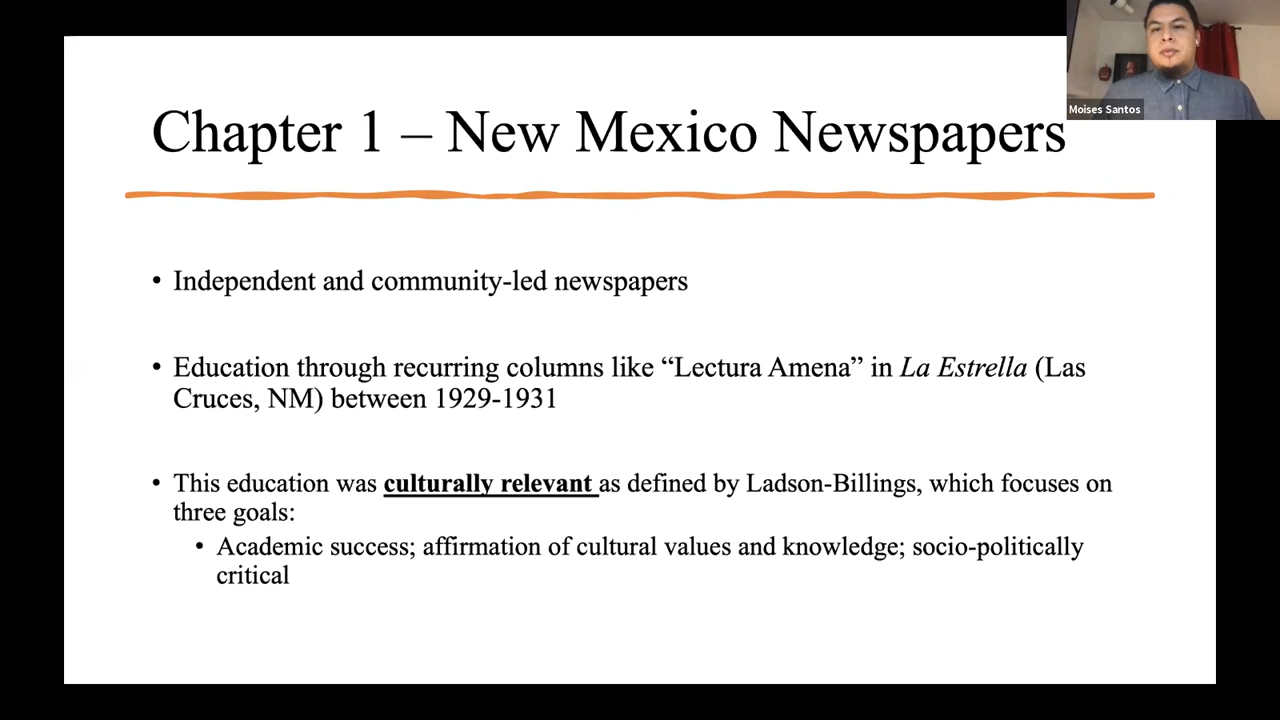 Moises Santos
Chapter 1 – New Mexico Newspapers
• Independent and community-led newspapers
• Education through recurring columns like “Lectura Amena” in La Estrella (Las
Cruces, NM) between 1929-1931
• This education was culturally relevant as defined by Ladson-Billings, which focuses on
three goals:
• Academic success; affirmation of cultural values and knowledge; socio-politically
critical